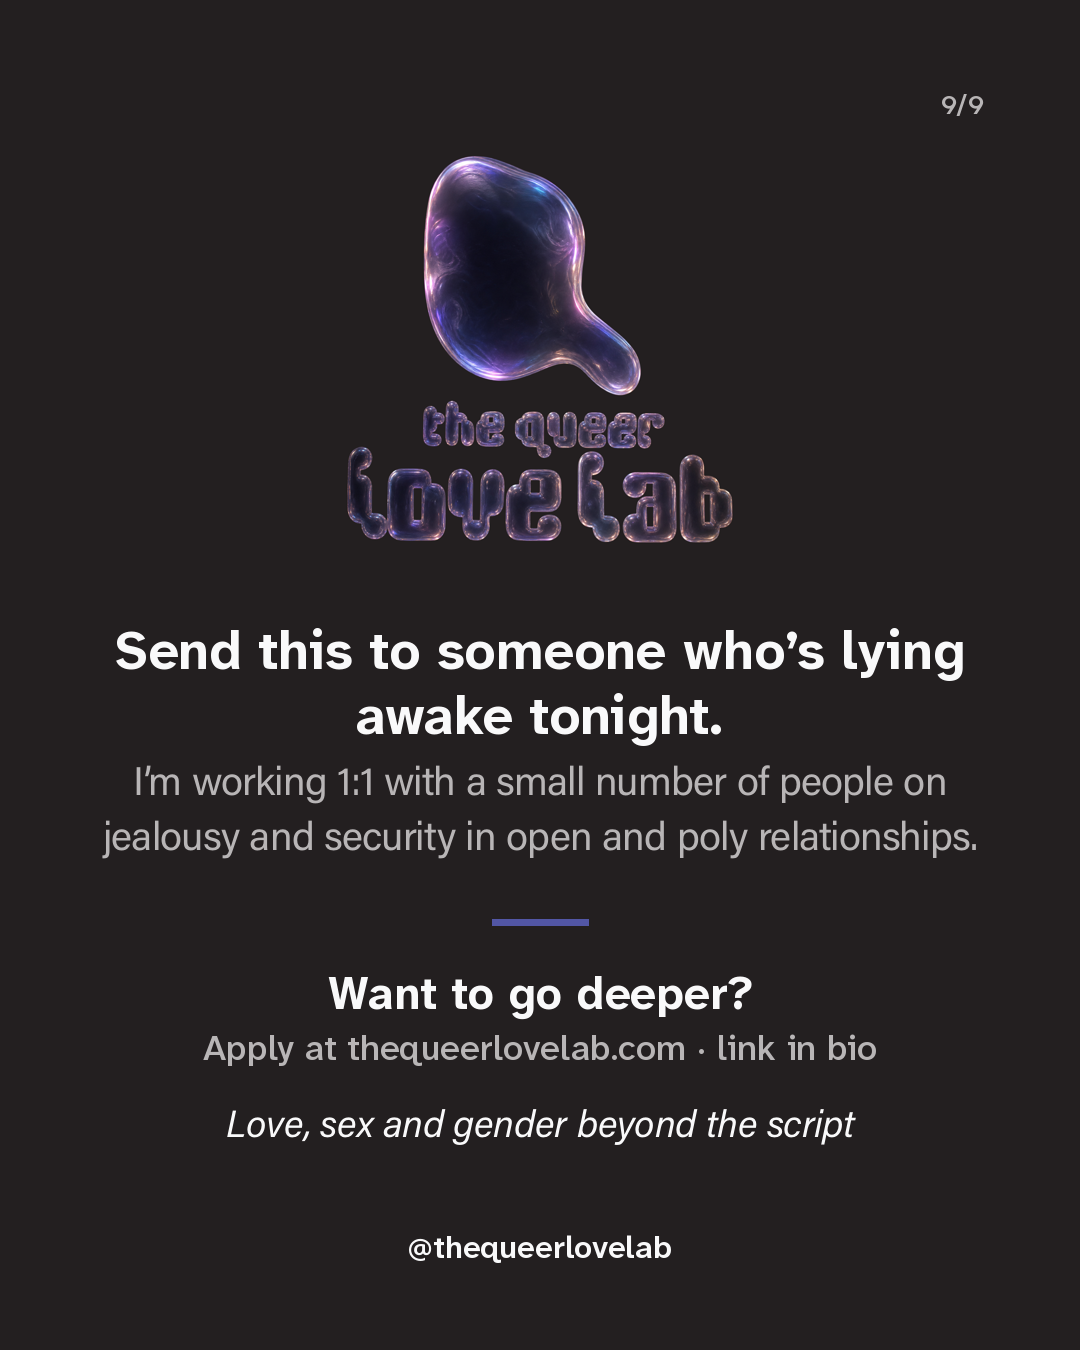 9/9
the queer
love lab
Send this to someone who’s lying
awake tonight.
I’m working 1:1 with a small number of people on
jealousy and security in open and poly relationships.
Want to go deeper?
Apply at thequeerlovelab.com · link in bio
Love, sex and gender beyond the script
@thequeerlovelab